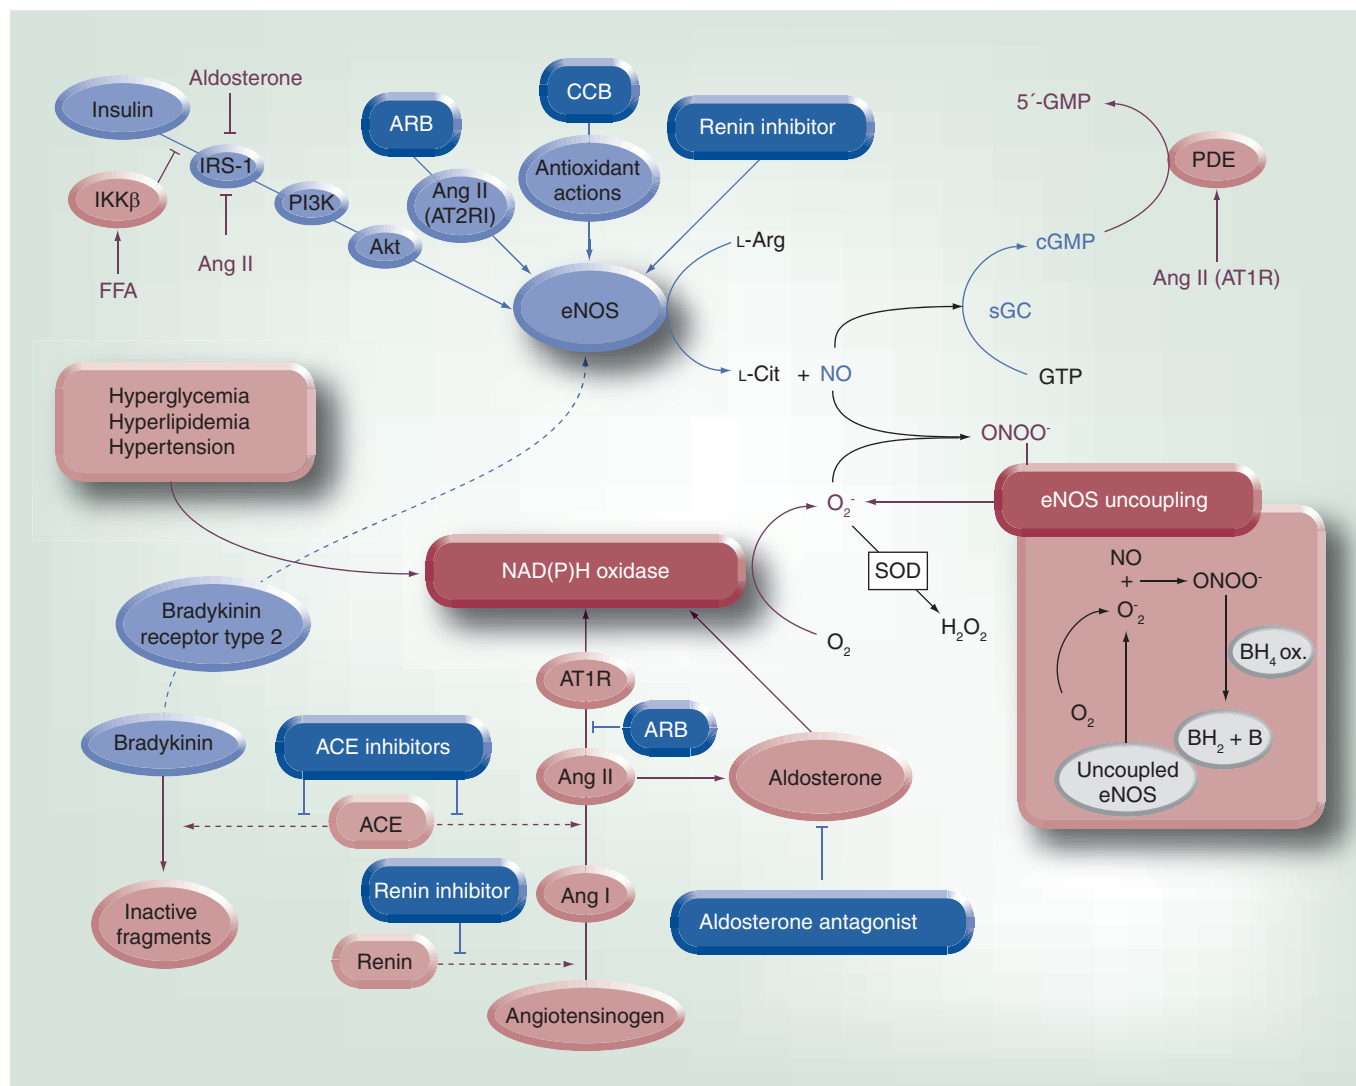 Aldosterone
Insulin
IRS-1
IKKβ
PI3K
Akt
FFA
Ang II
ARB
Ang II
(AT2RI)
CCB
Antioxidant
actions
Renin inhibitor
eNOS
L-Arg
L-Cit + NO
5´-GMP
PDE
cGMP
Ang II (AT1R)
sGC
GTP
ONOO-
Hyperglycemia
Hyperlipidemia
Hypertension
NAD(P)H oxidase
O2-
O2
SOD
H2O2
eNOS uncoupling
NO
+
ONOO-
O2-
BH4 ox.
O2
BH2 + B
Uncoupled
eNOS
Bradykinin
receptor type 2
Bradykinin
Inactive
fragments
ACE inhibitors
ACE
Renin inhibitor
Renin
AT1R
ARB
Ang II
Aldosterone
Ang I
Aldosterone antagonist
Angiotensinogen